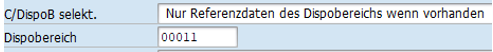 C/DispoB selekt. Nur Referenzdaten des Dispobereichs wenn vorhanden
Dispobereich 00011